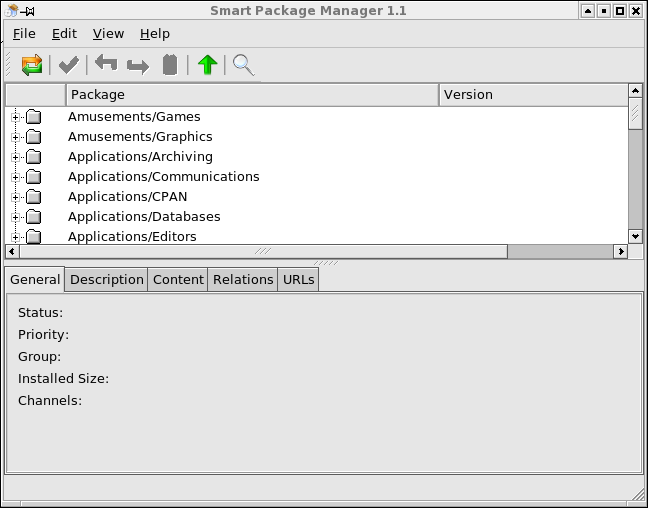 Smart Package Manager 1.1
File Edit View Help
Package Version
Amusements/Games
Amusements/Graphics
Applications/Archiving
Applications/Communications
Applications/CPAN
Applications/Databases
Applications/Editors
General Description Content Relations URLs
Status:
Priority:
Group:
Installed Size:
Channels: